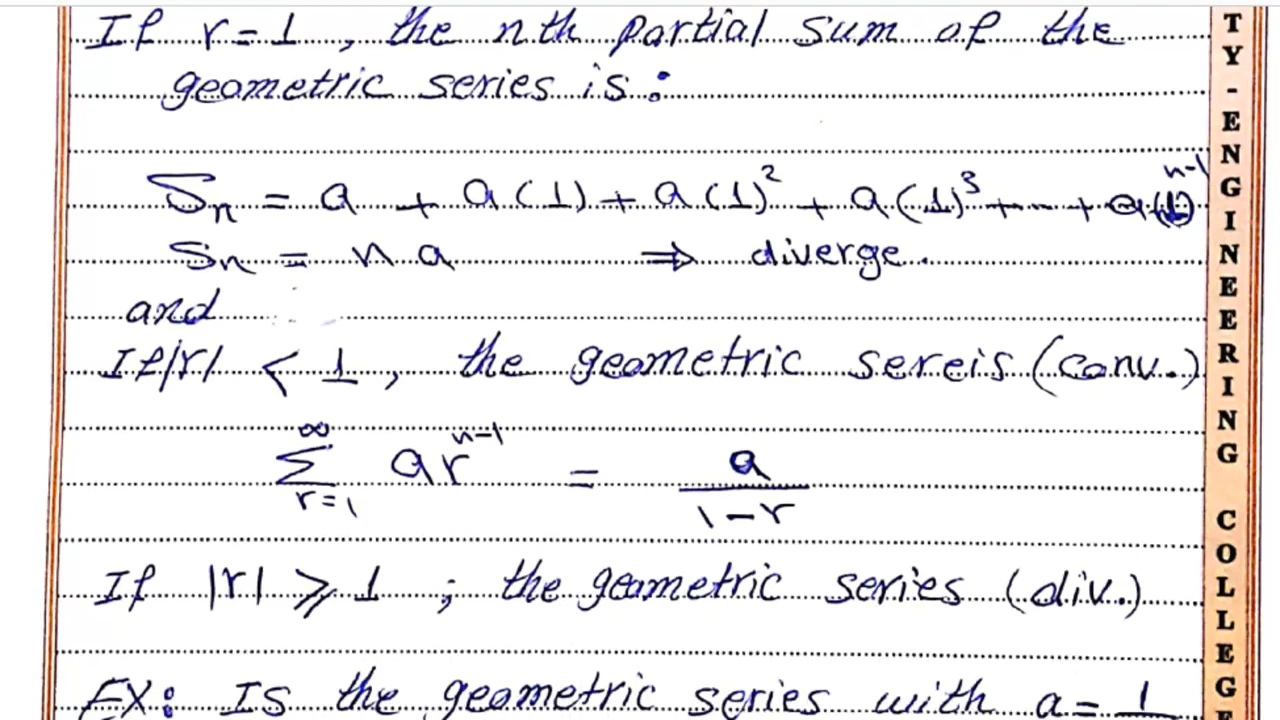 If r = 1, the nth partial sum of the
geometric series is:
Sn = a + a(1) + a(1)² + a(1)³ + --- + a(1)ⁿ⁻¹
Sn = n a ⇒ diverge.
and
If |r| < 1, the geometric sereis (conv.)
∞
∑ arⁿ⁻¹ = a / (1-r)
r=1
If |r| ⩾ 1 ; the geometric series (div.)
EX: Is the geometric series with a = 1
TY-ENGINEERING COLLEGE